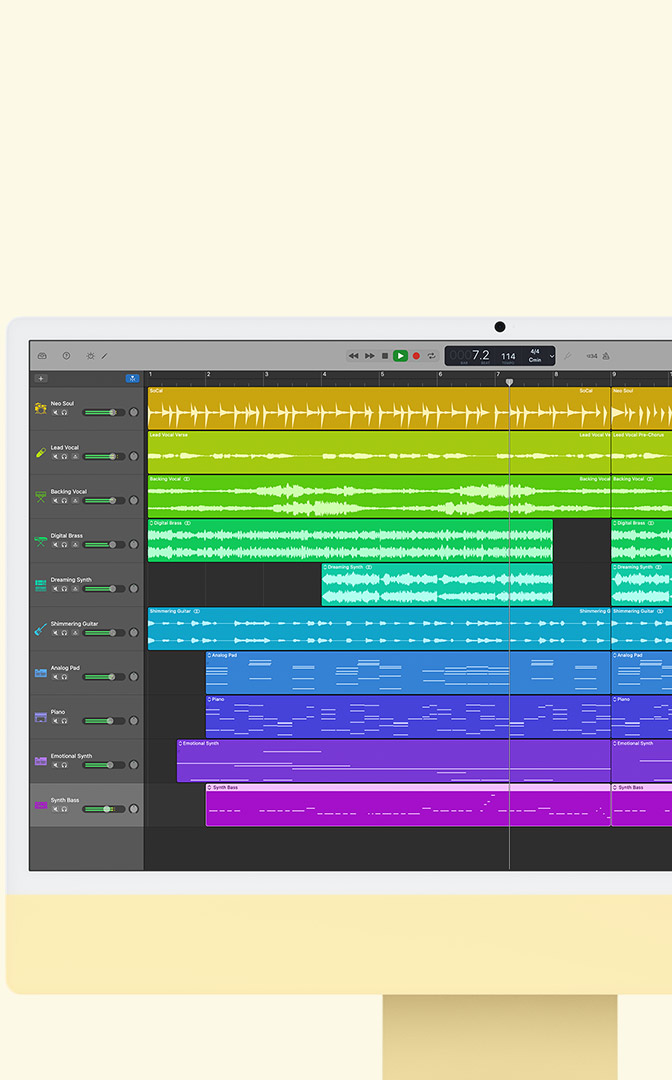 7.2 114 4/4
BAR BEAT TEMPO Cmin
1 2 3 4 5 6 7 8 9
Neo Soul
SoCal SoCal Neo Soul
Lead Vocal
Lead Vocal Verse Lead Vocal V Lead Vocal Pre-Chorus
Backing Vocal
Backing Vocal Backing Vocal Backing Vocal
Digital Brass
Digital Brass Digital Brass
Dreaming Synth
Dreaming Synth Dreaming Synth
Shimmering Guitar
Shimmering Guitar Shimmering G Shimmering Guitar
Analog Pad
Analog Pad Analog Pad
Piano
Piano Piano
Emotional Synth
Emotional Synth Emotional Synth
Synth Bass
Synth Bass Synth Bass